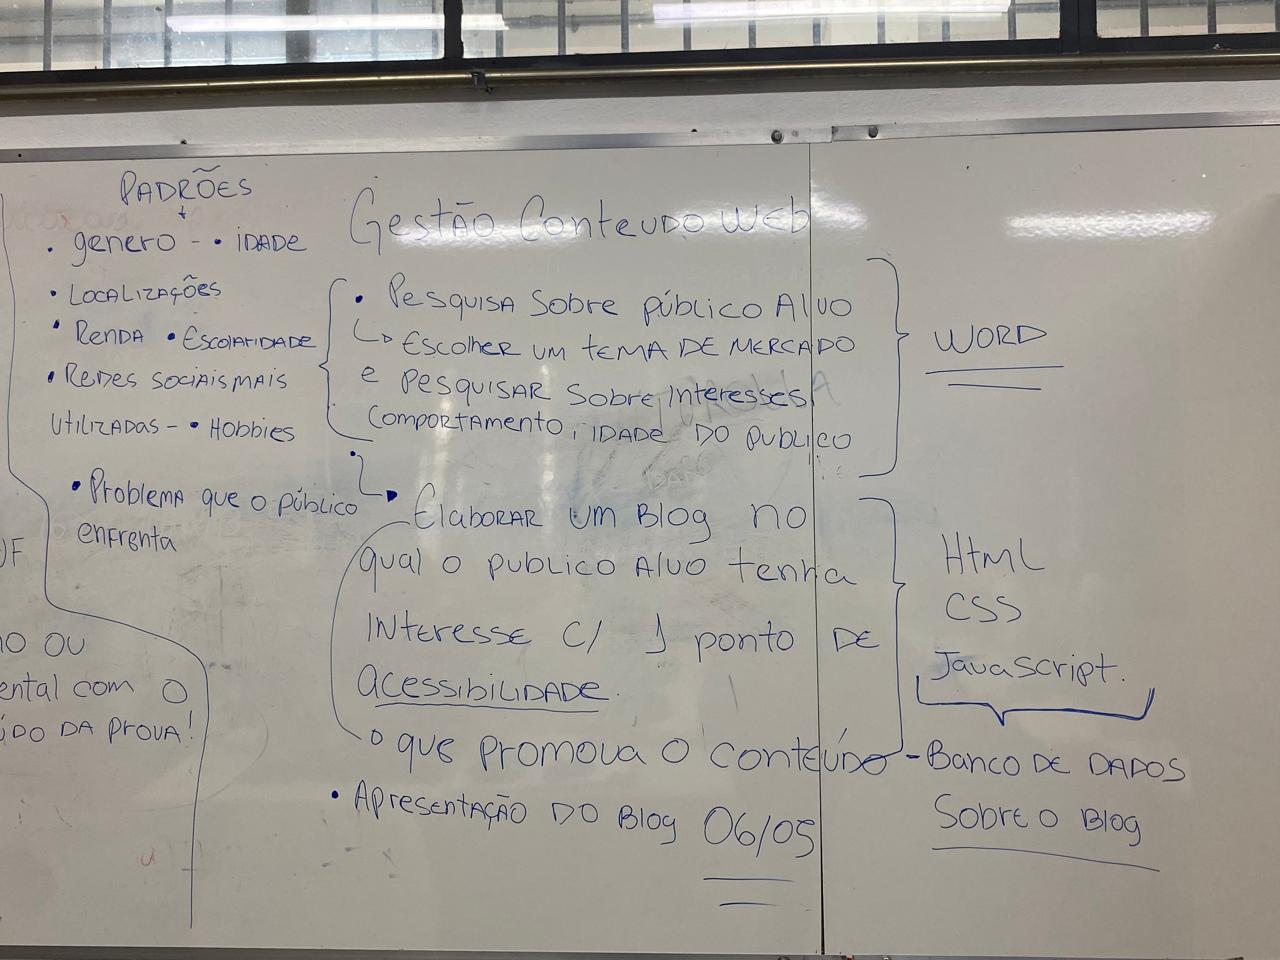 PADRÕES
• genero - • IDADE
• LOCALIZAÇÕES
• RENDA • ESCOLARIDADE
• REDES SOCIAIS MAIS
UTILIZADAS - • Hobbies
• Problema que o público
enfrenta
Gestão Conteudo Web
• Pesquisa Sobre público Alvo
↳ Escolher um tema de mercado
e pesquisar sobre interesses
comportamento, idade do publico
Elaborar um Blog no
qual o publico Alvo tenha
Interesse c/ 1 ponto de
acessibilidade.
que promova o conteúdo
• Apresentação do Blog 06/05
WORD
Html
CSS
Javascript.
- Banco de dados
Sobre o Blog
OU
com o
DA PROVA!